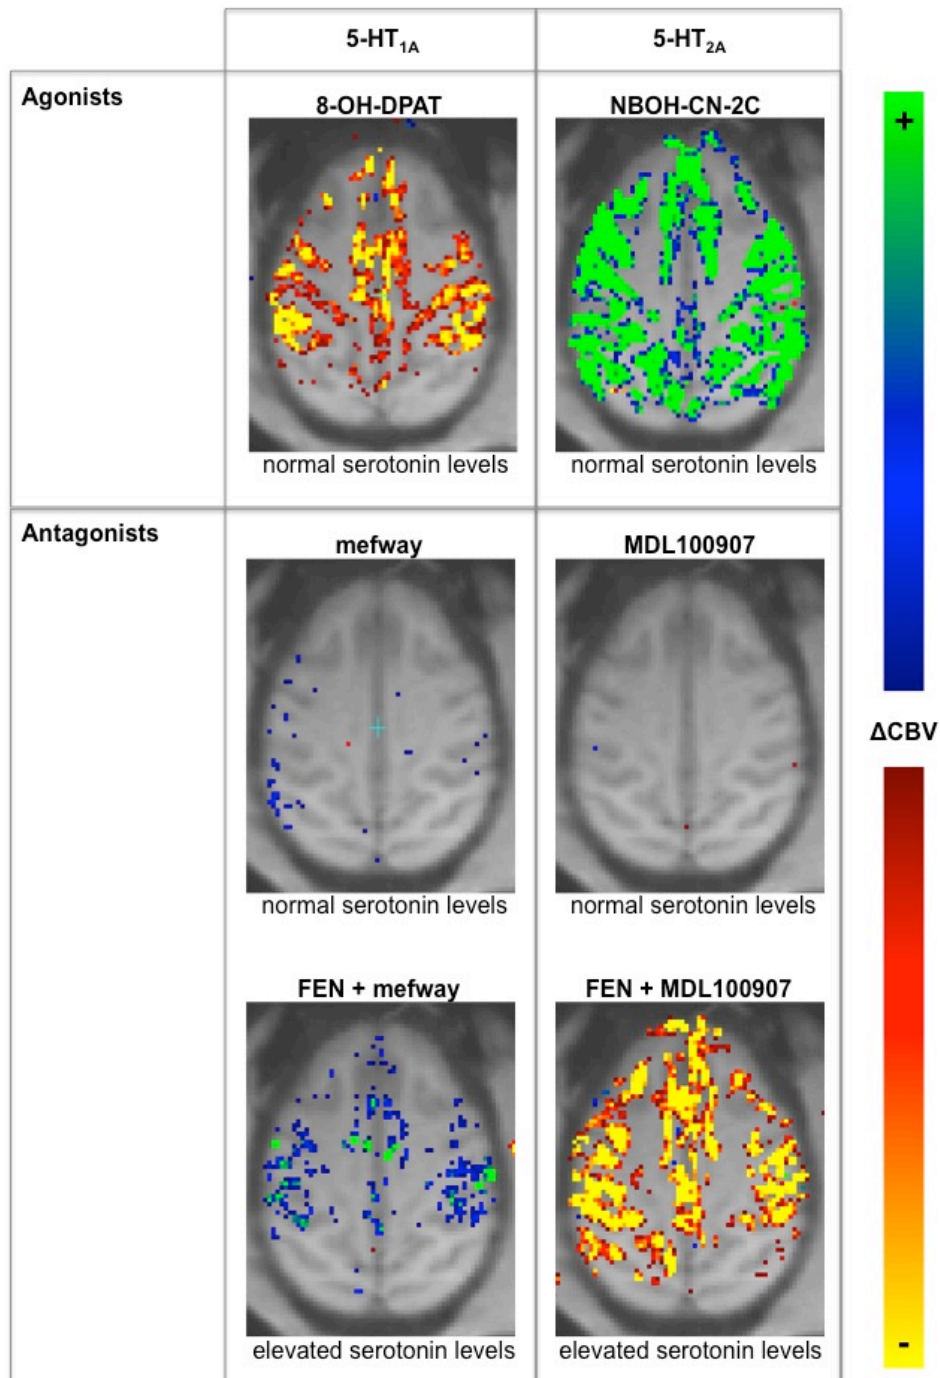 5-HT1A 5-HT2A
Agonists
8-OH-DPAT NBOH-CN-2C
+
normal serotonin levels normal serotonin levels
Antagonists
mefway MDL100907
ΔCBV
normal serotonin levels normal serotonin levels
FEN + mefway FEN + MDL100907
-
elevated serotonin levels elevated serotonin levels